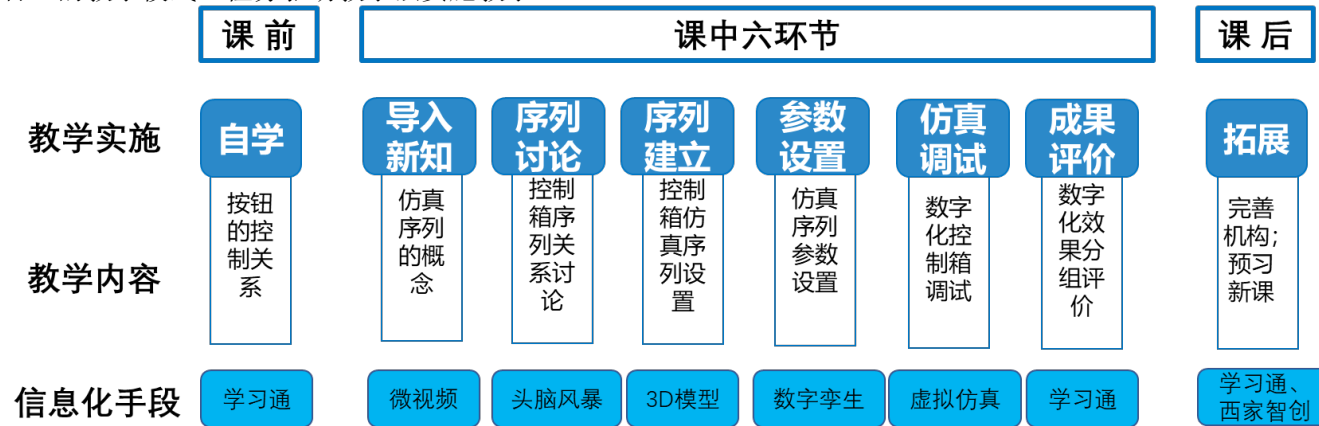 课 前
课中六环节
课 后
教学实施
自学
导入
新知
序列
讨论
序列
建立
参数
设置
仿真
调试
成果
评价
拓展
教学内容
按钮
的控
制关
系
仿真
序列
的概
念
控制
箱序
列关
系讨
论
控制
箱仿
真序
列设
置
仿真
序列
参数
设置
数字
化控
制箱
调试
数字
化效
果分
组评
价
完善
机构;
预习
新课
信息化手段
学习通
微视频
头脑风暴
3D模型
数字孪生
虚拟仿真
学习通
学习通、
西家智创